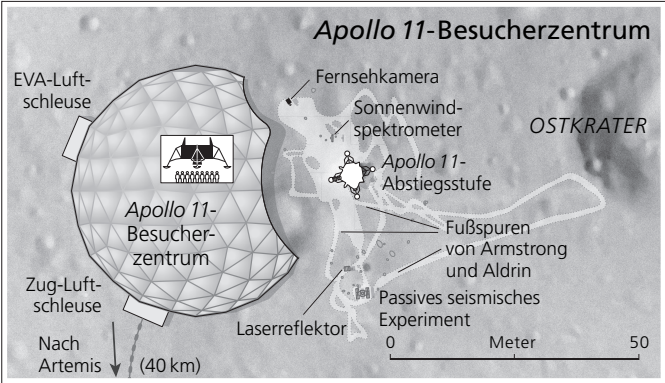 Apollo 11-Besucherzentrum
EVA-Luft-
schleuse
Fernsehkamera
Sonnenwind-
spektrometer
OSTKRATER
Apollo 11-
Abstiegsstufe
Apollo 11-
Besucher-
zentrum
Fußspuren
von Armstrong
und Aldrin
Zug-Luft-
schleuse
Passives seismisches
Experiment
Laserreflektor
Nach
Artemis
(40 km)
0 Meter 50